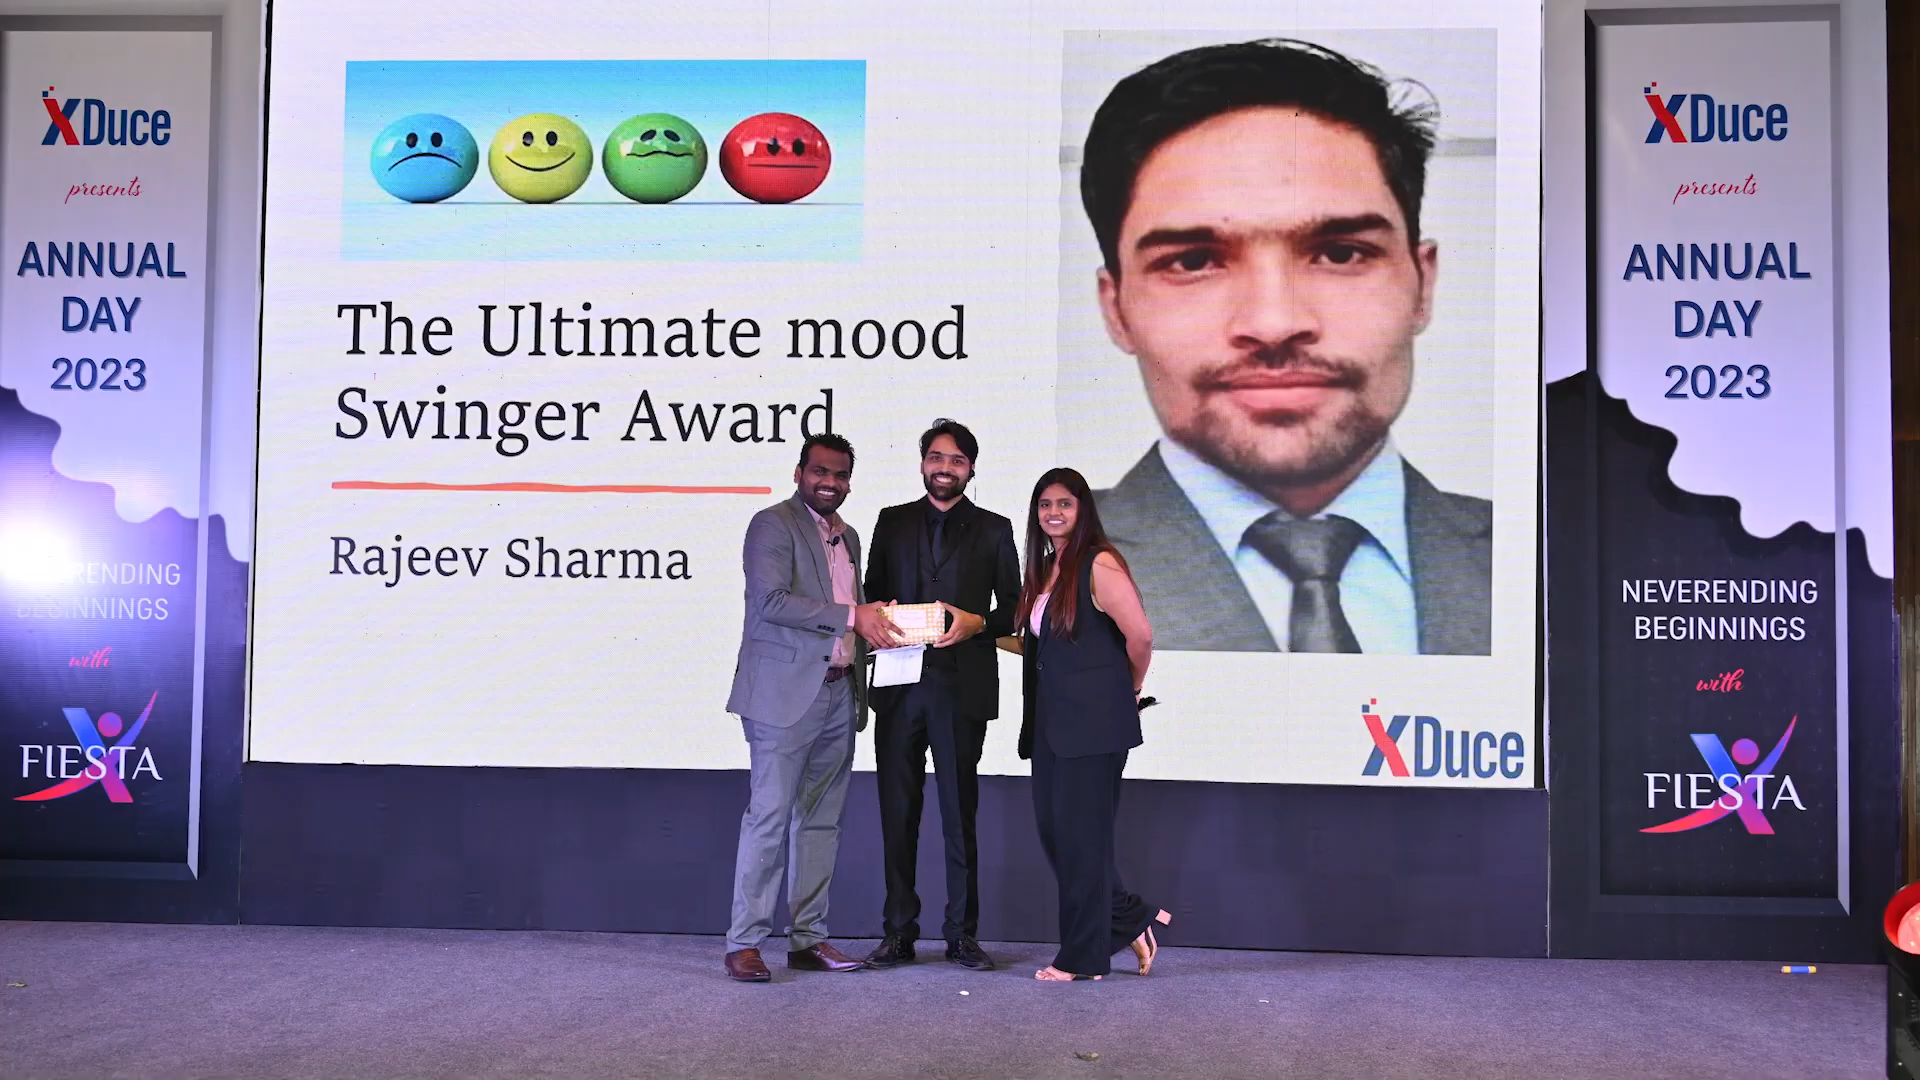 XDuce
presents
ANNUAL
DAY
2023
RENDING
BEGINNINGS
with
FIESTA
The Ultimate mood
Swinger Award
Rajeev Sharma
XDuce
XDuce
presents
ANNUAL
DAY
2023
NEVERENDING
BEGINNINGS
with
FIESTA